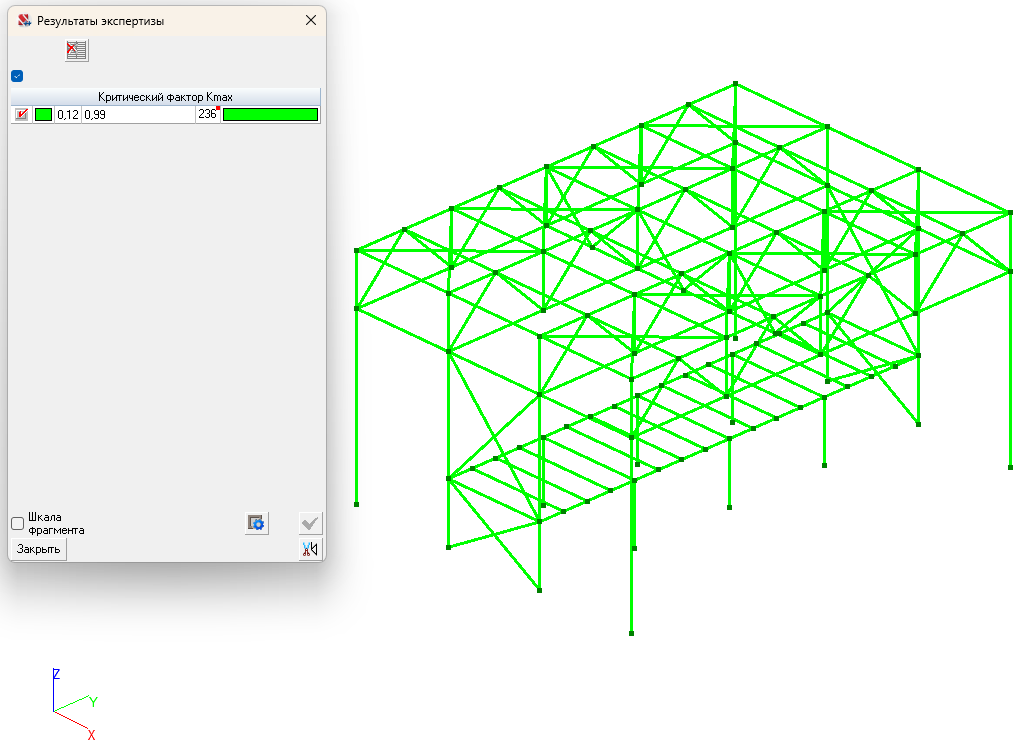 Результаты экспертизы
Критический фактор Kmax
0,12 0,99 236
Шкала
фрагмента
Закрыть
Z
Y
X